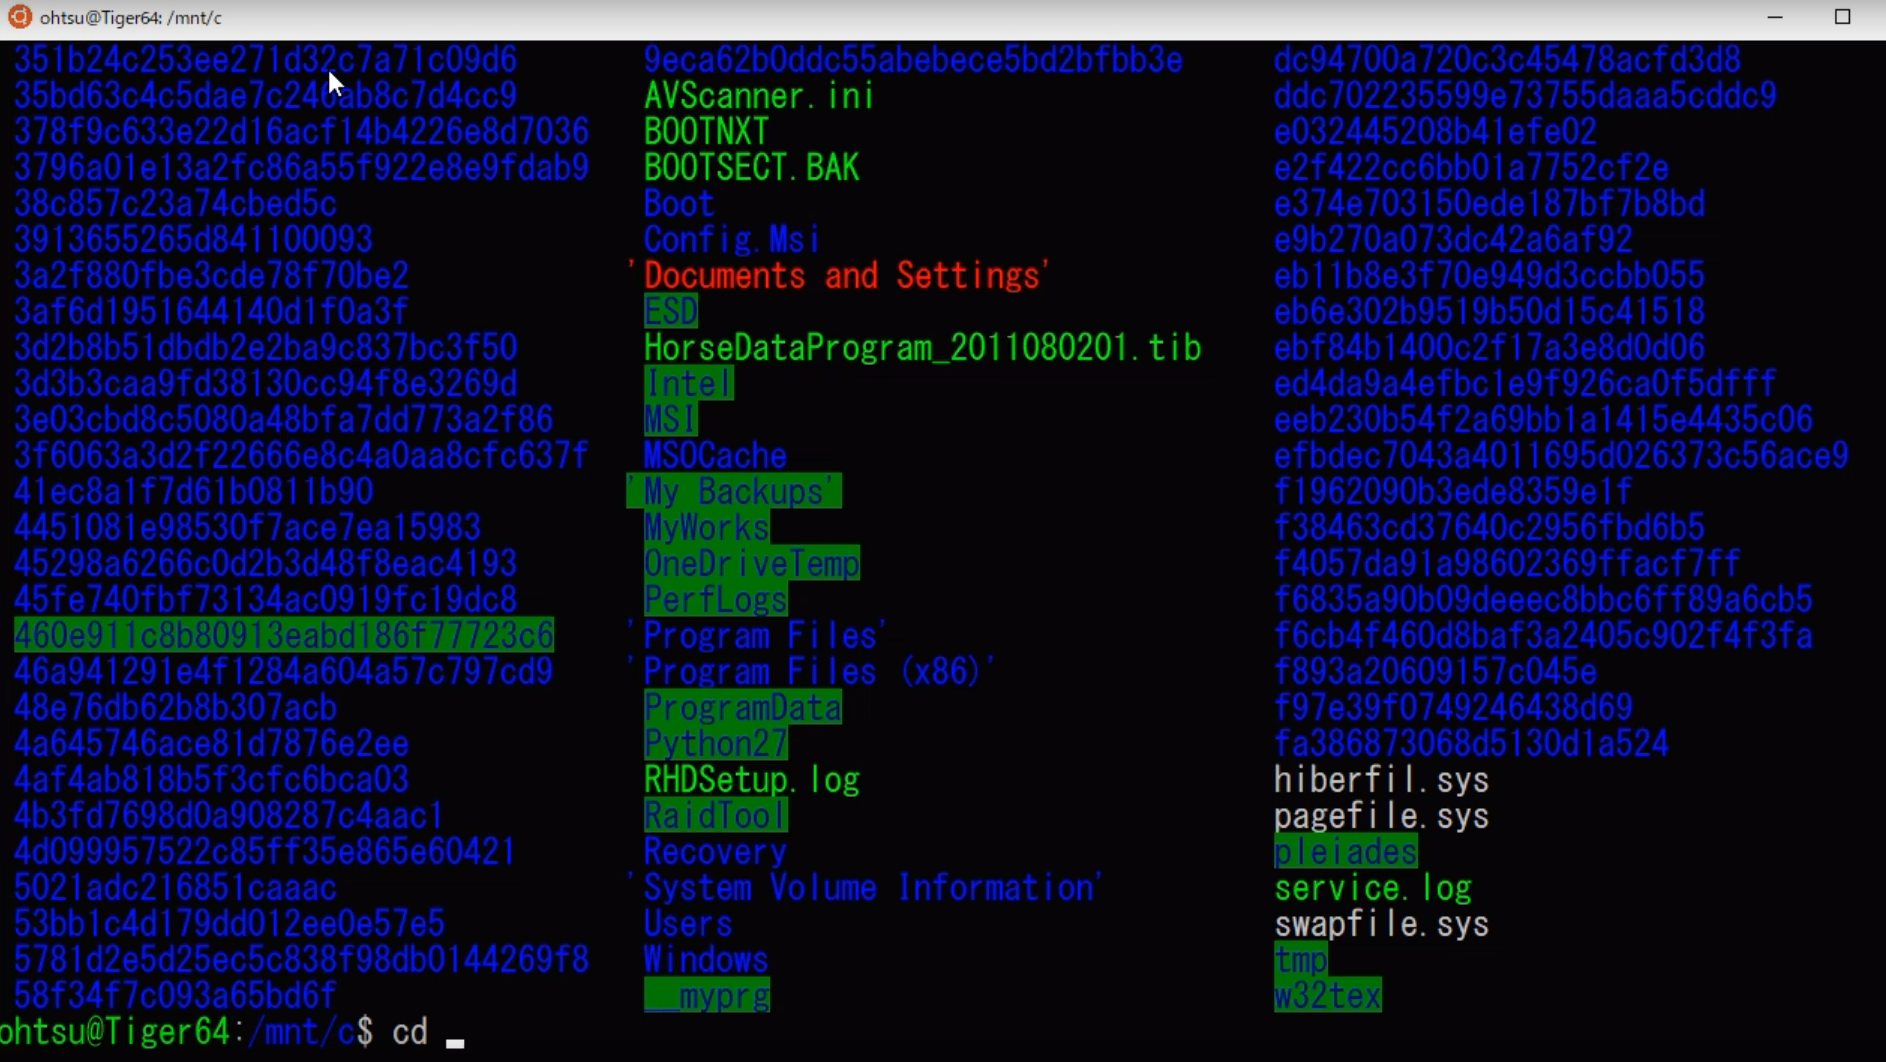 ohtsu@Tiger64: /mnt/c
351b24c253ee271d32c7a71c09d6
378f9c633e22d16acf14b4226e8d7036
3796a01e13a2fc86a55f922e8e9fdab9
38c857c23a74cbed5c
3913655265d841100093
3a2f880fbe3cde78f70be2
3af6d1951644140d1f0a3f
3d2b8b51dbdb2e2ba9c837bc3f50
3d3b3caa9fd38130cc94f8e3269d
3e03cbd8c5080a48bfa7dd773a2f86
3f6063a3d2f22666e8c4a0aa8cfc637f
41ec8a1f7d61b0811b90
4451081e98530f7ace7ea15983
45298a6266c0d2b3d48f8eac4193
45fe740fbf73134ac0919fc19dc8
460e911c8b80913eabd186f77723c6
46a941291e4f1284a604a57c797cd9
48e76db62b8b307acb
4a645746ace81d7876e2ee
4af4ab818b5f3cfc6bca03
4b3fd7698d0a908287c4aac1
4d099957522c85ff35e865e60421
5021adc216851caaac
53bb1c4d179dd012ee0e57e5
5781d2e5d25ec5c838f98db0144269f8
58f34f7c093a65bd6f
9eca62b0ddc55abebece5bd2bfbb3e
AVScanner.ini
BOOTNXT
BOOTSECT.BAK
Boot
Config.Msi
'Documents and Settings'
ESD
HorseDataProgram_2011080201.tib
Intel
MSI
MSOCache
'My Backups'
MyWorks
OneDriveTemp
PerfLogs
'Program Files'
'Program Files (x86)'
ProgramData
Python27
RHDSetup.log
RaidTool
Recovery
'System Volume Information'
Users
Windows
__myprg
dc94700a720c3c45478acfd3d8
ddc702235599e73755daaa5cddc9
e032445208b41efe02
e2f422cc6bb01a7752cf2e
e374e703150ede187bf7b8bd
e9b270a073dc42a6af92
eb11b8e3f70e949d3ccbb055
eb6e302b9519b50d15c41518
ebf84b1400c2f17a3e8d0d06
ed4da9a4efbc1e9f926ca0f5dfff
eeb230b54f2a69bb1a1415e4435c06
efbdec7043a4011695d026373c56ace9
f1962090b3ede8359e1f
f38463cd37640c2956fbd6b5
f4057da91a98602369ffacf7ff
f6835a90b09deeec8bbc6ff89a6cb5
f6cb4f460d8baf3a2405c902f4f3fa
f893a20609157c045e
f97e39f0749246438d69
fa386873068d5130d1a524
hiberfil.sys
pagefile.sys
pleiades
service.log
swapfile.sys
tmp
w32tex
ohtsu@Tiger64:/mnt/c$ cd _